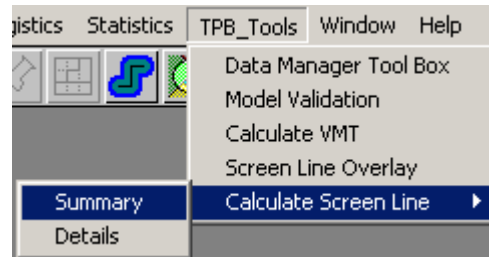 gistics Statistics TPB_Tools Window Help
Data Manager Tool Box
Model Validation
Calculate VMT
Screen Line Overlay
Calculate Screen Line
Summary
Details